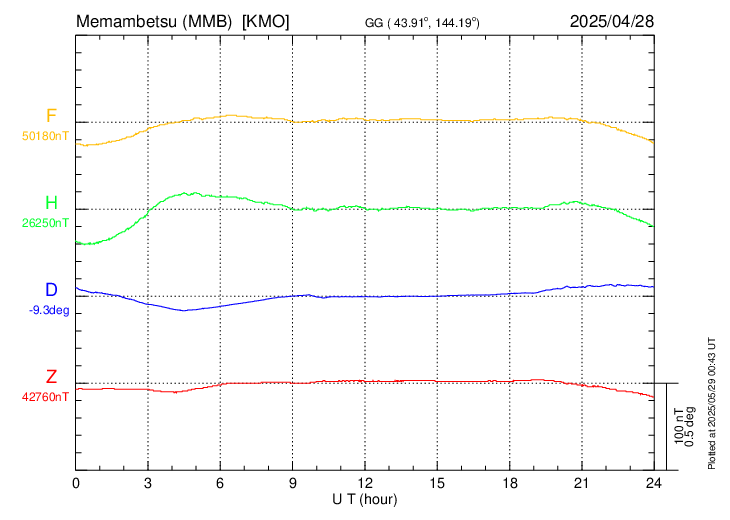 Memambetsu (MMB) [KMO] GG ( 43.91°, 144.19°) 2025/04/28
F
50180nT
H
26250nT
D
-9.3deg
Z
42760nT
0 3 6 9 12 15 18 21 24
U T (hour)
100 nT
0.5 deg
Plotted at 2025/05/29 00:43 UT